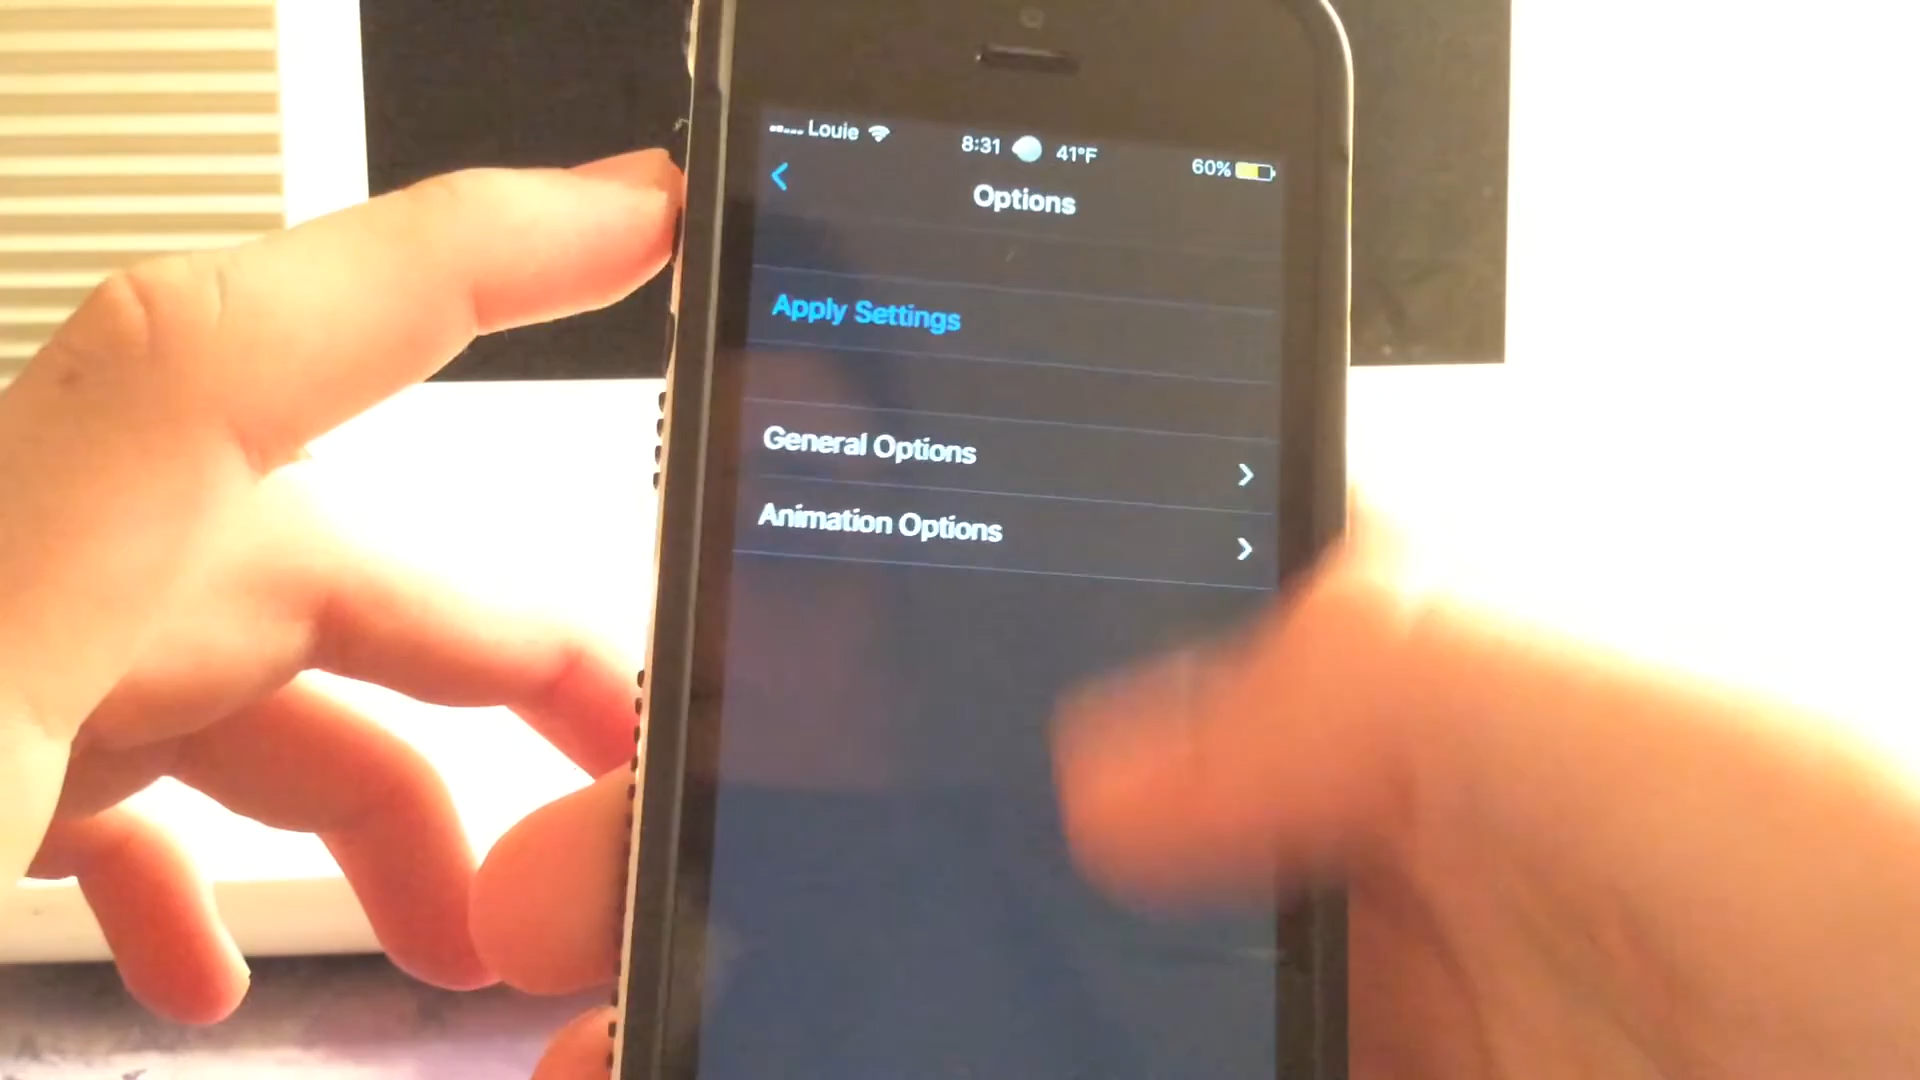 Louie 8:31 41°F 60%
Options
Apply Settings
General Options
Animation Options